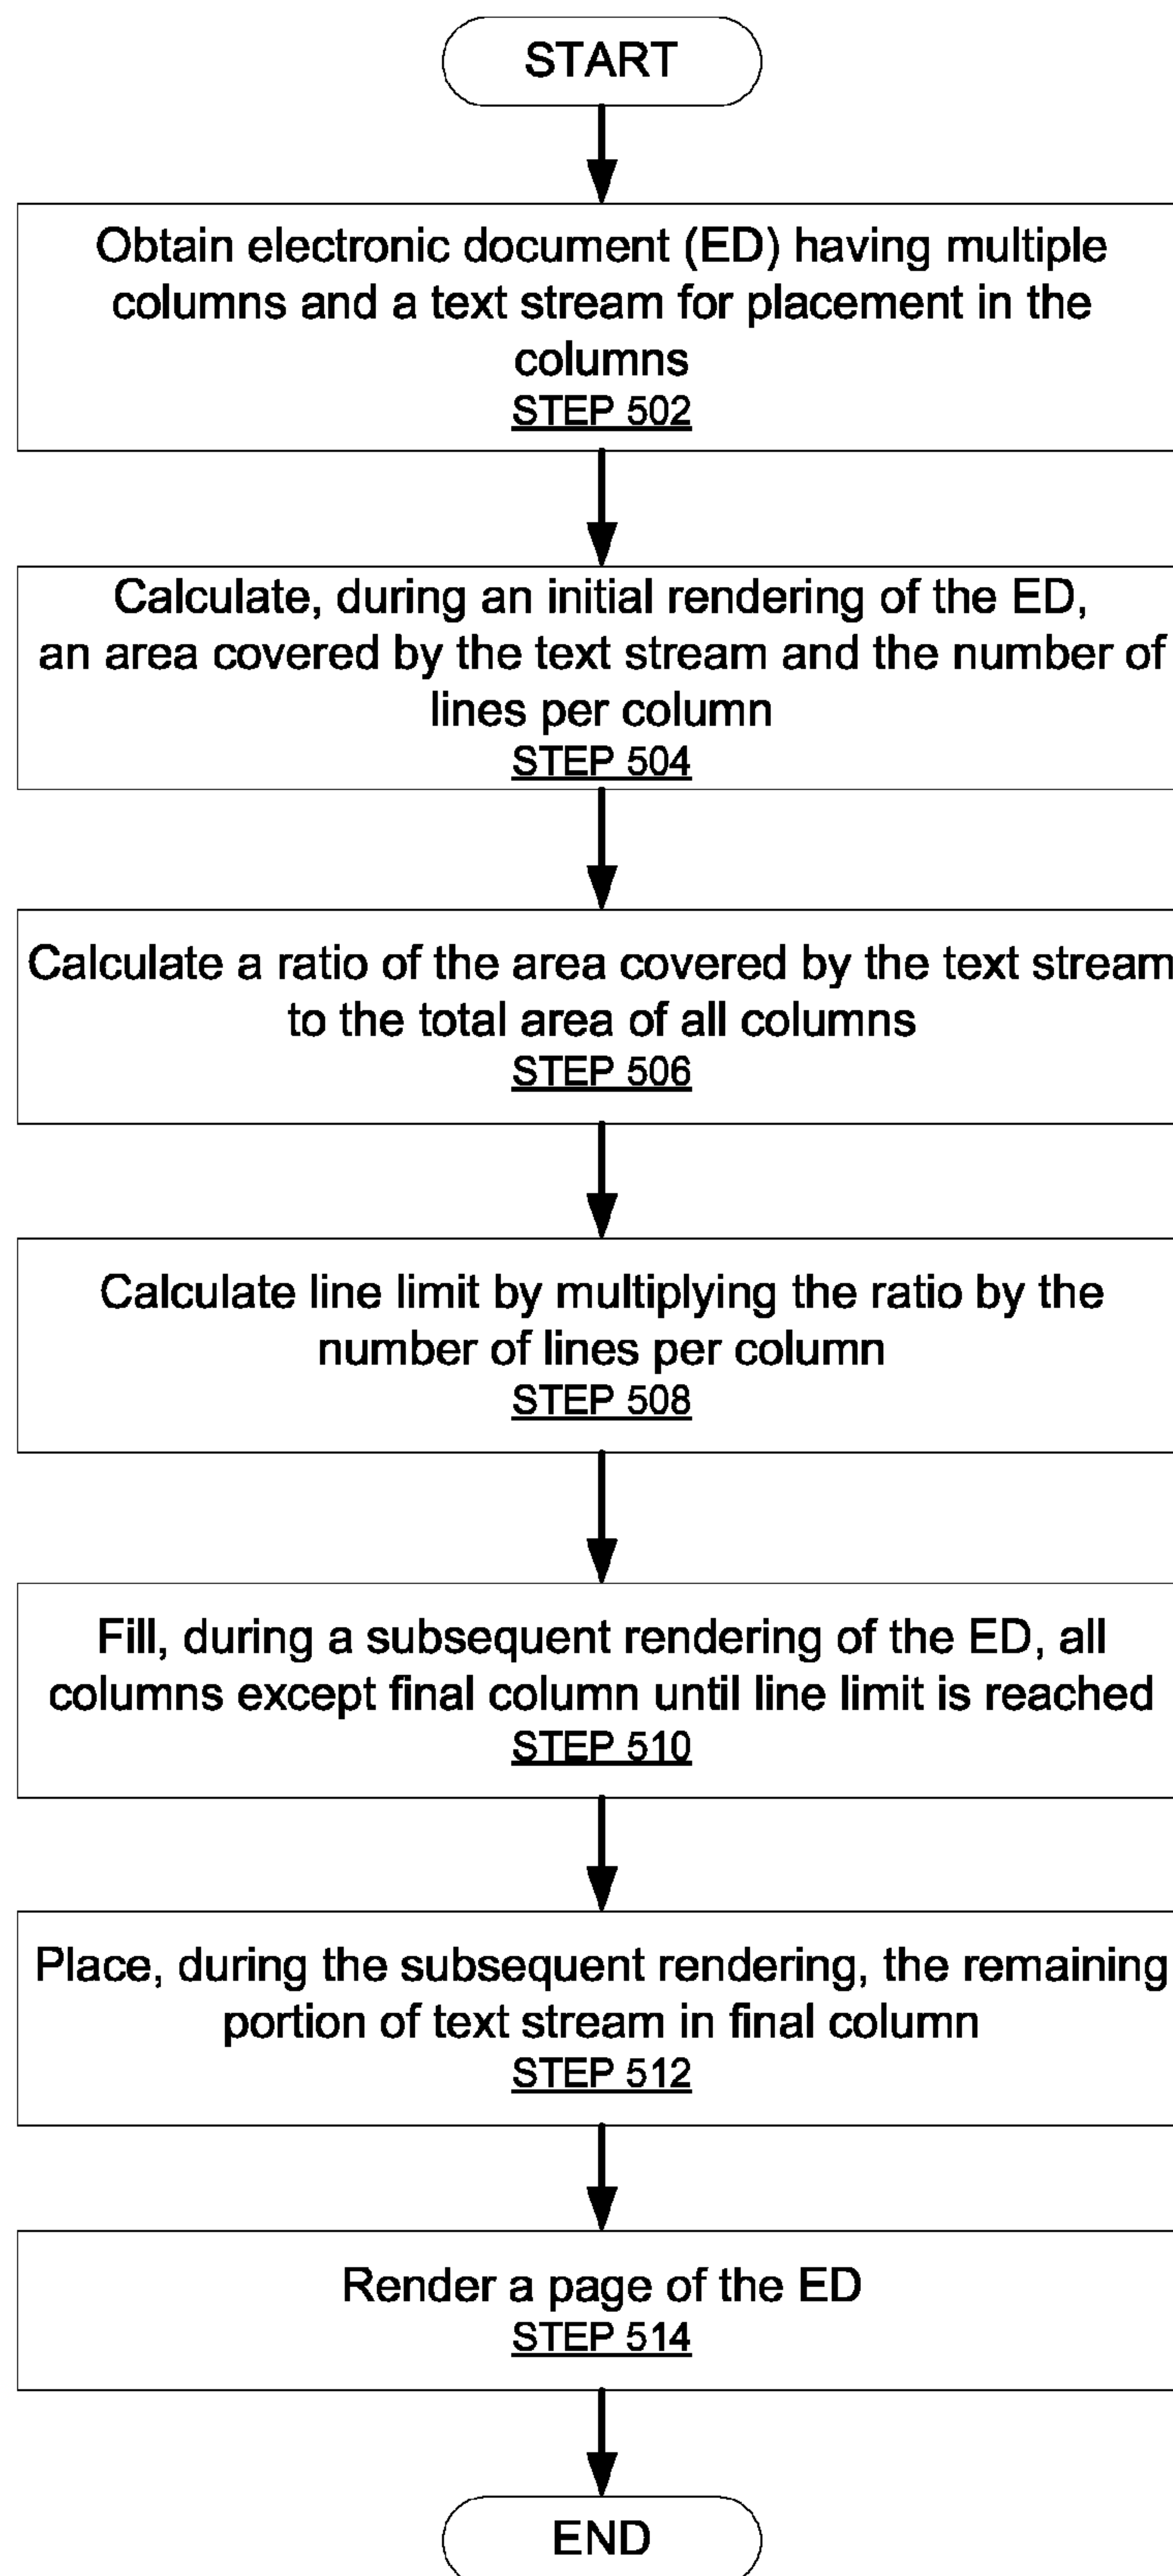 START
Obtain electronic document (ED) having multiple
columns and a text stream for placement in the
columns
STEP 502
Calculate, during an initial rendering of the ED,
an area covered by the text stream and the number of
lines per column
STEP 504
Calculate a ratio of the area covered by the text stream
to the total area of all columns
STEP 506
Calculate line limit by multiplying the ratio by the
number of lines per column
STEP 508
Fill, during a subsequent rendering of the ED, all
columns except final column until line limit is reached
STEP 510
Place, during the subsequent rendering, the remaining
portion of text stream in final column
STEP 512
Render a page of the ED
STEP 514
END